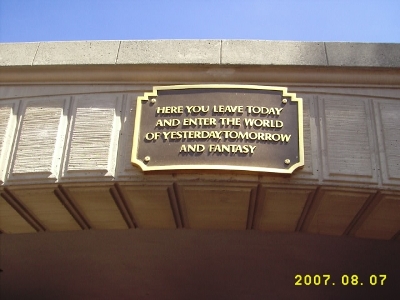 HERE YOU LEAVE TODAY
AND ENTER THE WORLD
OF YESTERDAY, TOMORROW
AND FANTASY
2007. 08. 07